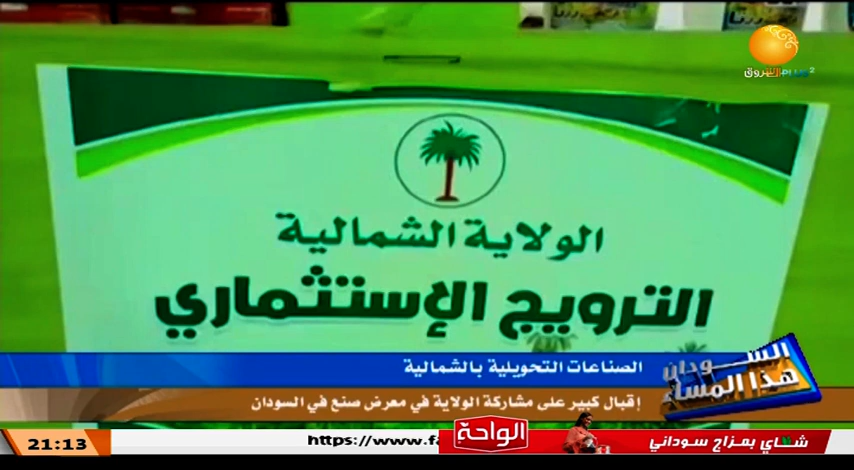 الشروق
الولاية الشمالية
الترويج الإستثماري
الصناعات التحويلية بالشمالية
إقبال كبير على مشاركة الولاية في معرض صنع في السودان
السودان
هذا المساء
21:13
https://www.fa
الواحة
شاي بمزاج سوداني